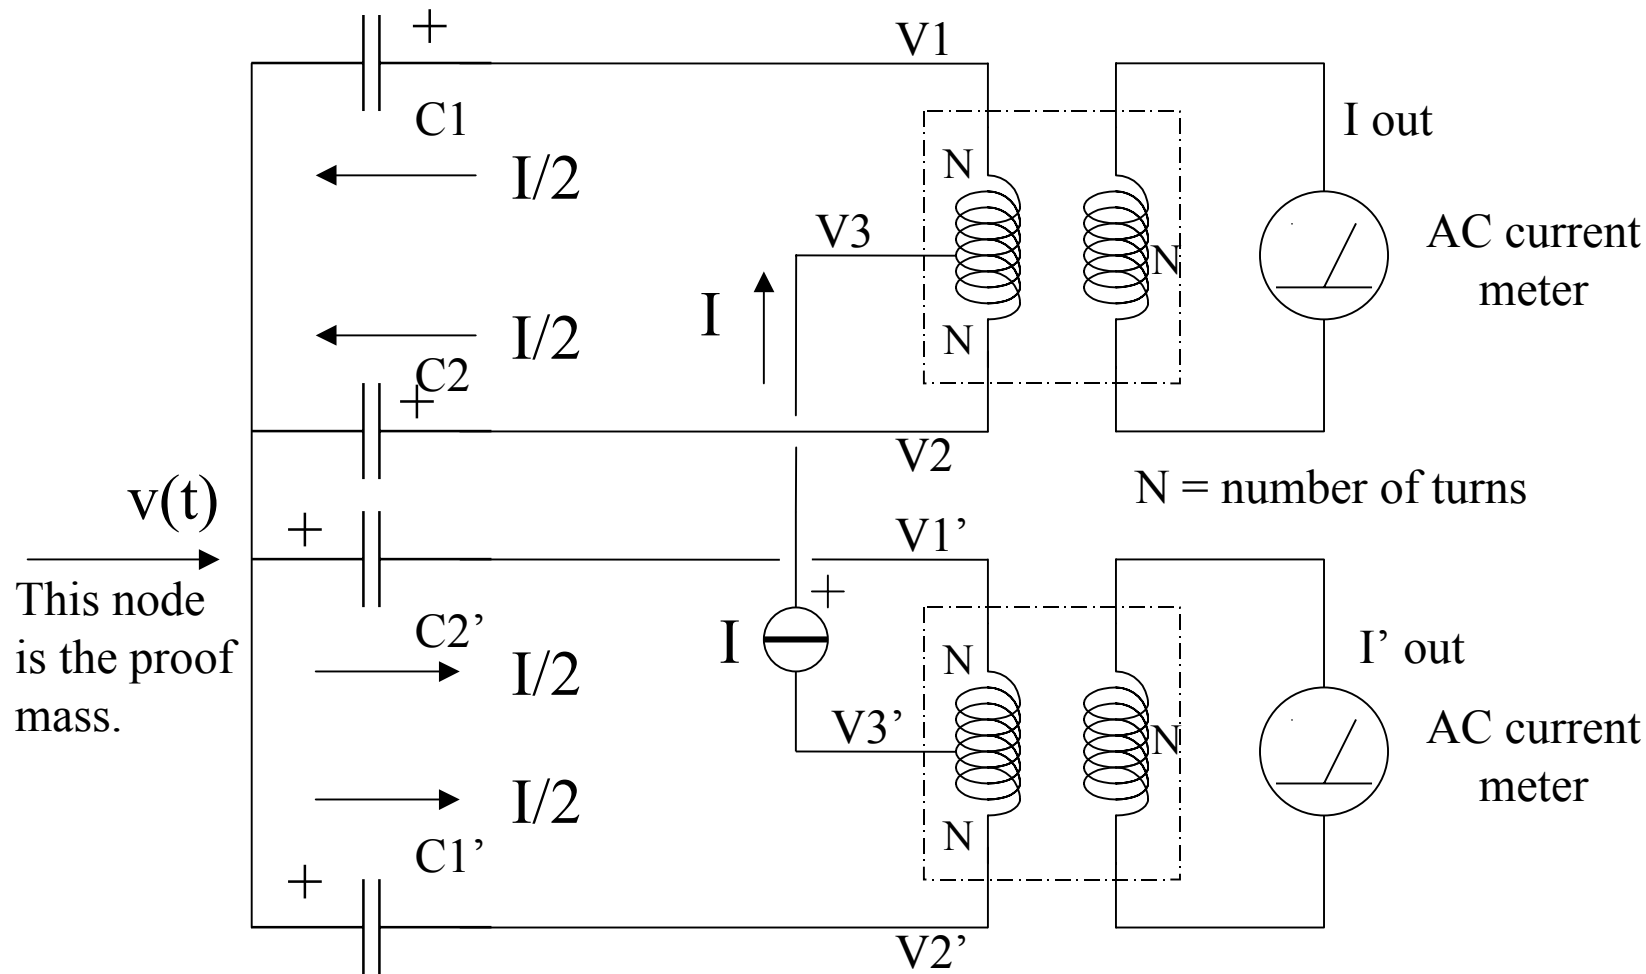 +
V1
C1
I out
I/2
N
V3
AC current
meter
N
I
I/2
N
C2
+
V2
v(t)
N = number of turns
+
V1’
This node
is the proof
mass.
+
C2’
I
N
I’ out
I/2
V3’
AC current
meter
N
I/2
N
C1’
+
V2’